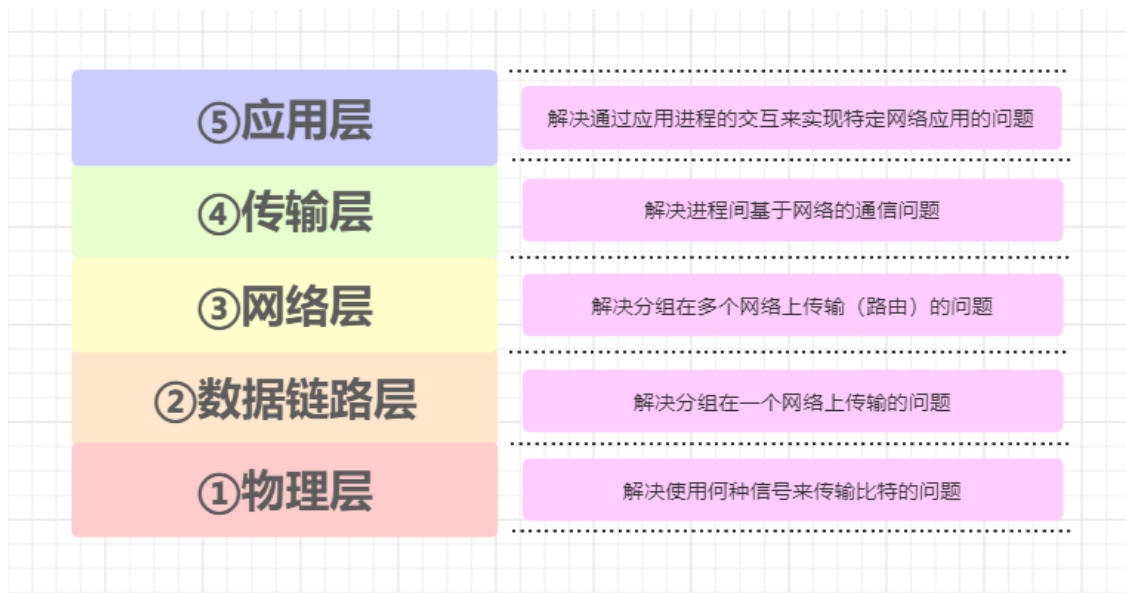 ⑤应用层
解决通过应用进程的交互来实现特定网络应用的问题
④传输层
解决进程间基于网络的通信问题
③网络层
解决分组在多个网络上传输（路由）的问题
②数据链路层
解决分组在一个网络上传输的问题
①物理层
解决使用何种信号来传输比特的问题